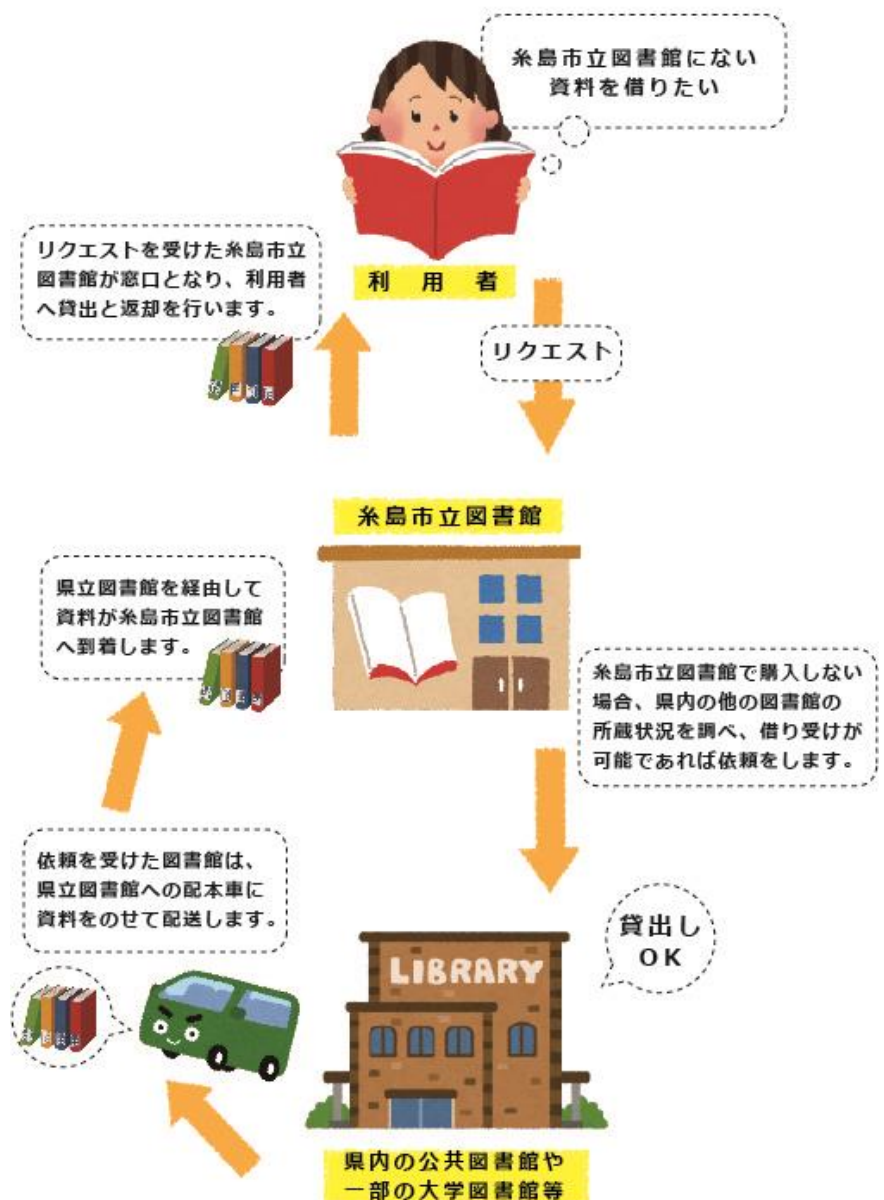 糸島市立図書館にない
資料を借りたい
利用者
リクエスト
リクエストを受けた糸島市立
図書館が窓口となり、利用者
へ貸出と返却を行います。
糸島市立図書館
糸島市立図書館で購入しない
場合、県内の他の図書館の
所蔵状況を調べ、借り受けが
可能であれば依頼をします。
貸出し
OK
LIBRARY
県内の公共図書館や
一部の大学図書館等
依頼を受けた図書館は、
県立図書館への配本車に
資料をのせて配送します。
県立図書館を経由して
資料が糸島市立図書館
へ到着します。